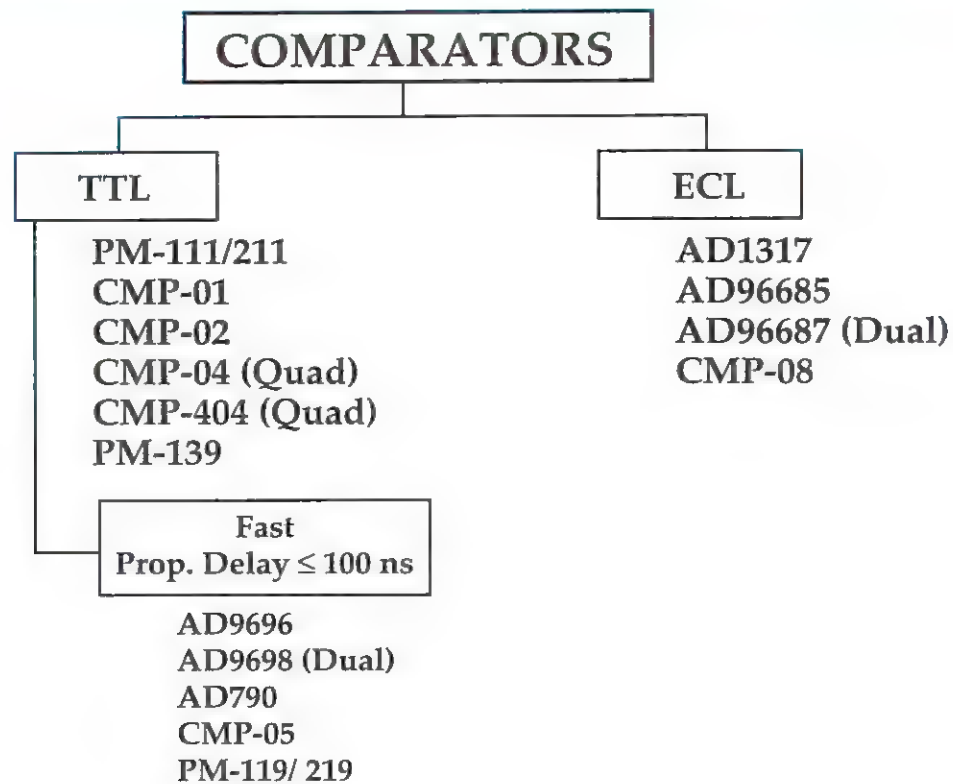 COMPARATORS
TTL
PM-111/211
CMP-01
CMP-02
CMP-04 (Quad)
CMP-404 (Quad)
PM-139
Fast
Prop. Delay ≤ 100 ns
AD9696
AD9698 (Dual)
AD790
CMP-05
PM-119/ 219
ECL
AD1317
AD96685
AD96687 (Dual)
CMP-08